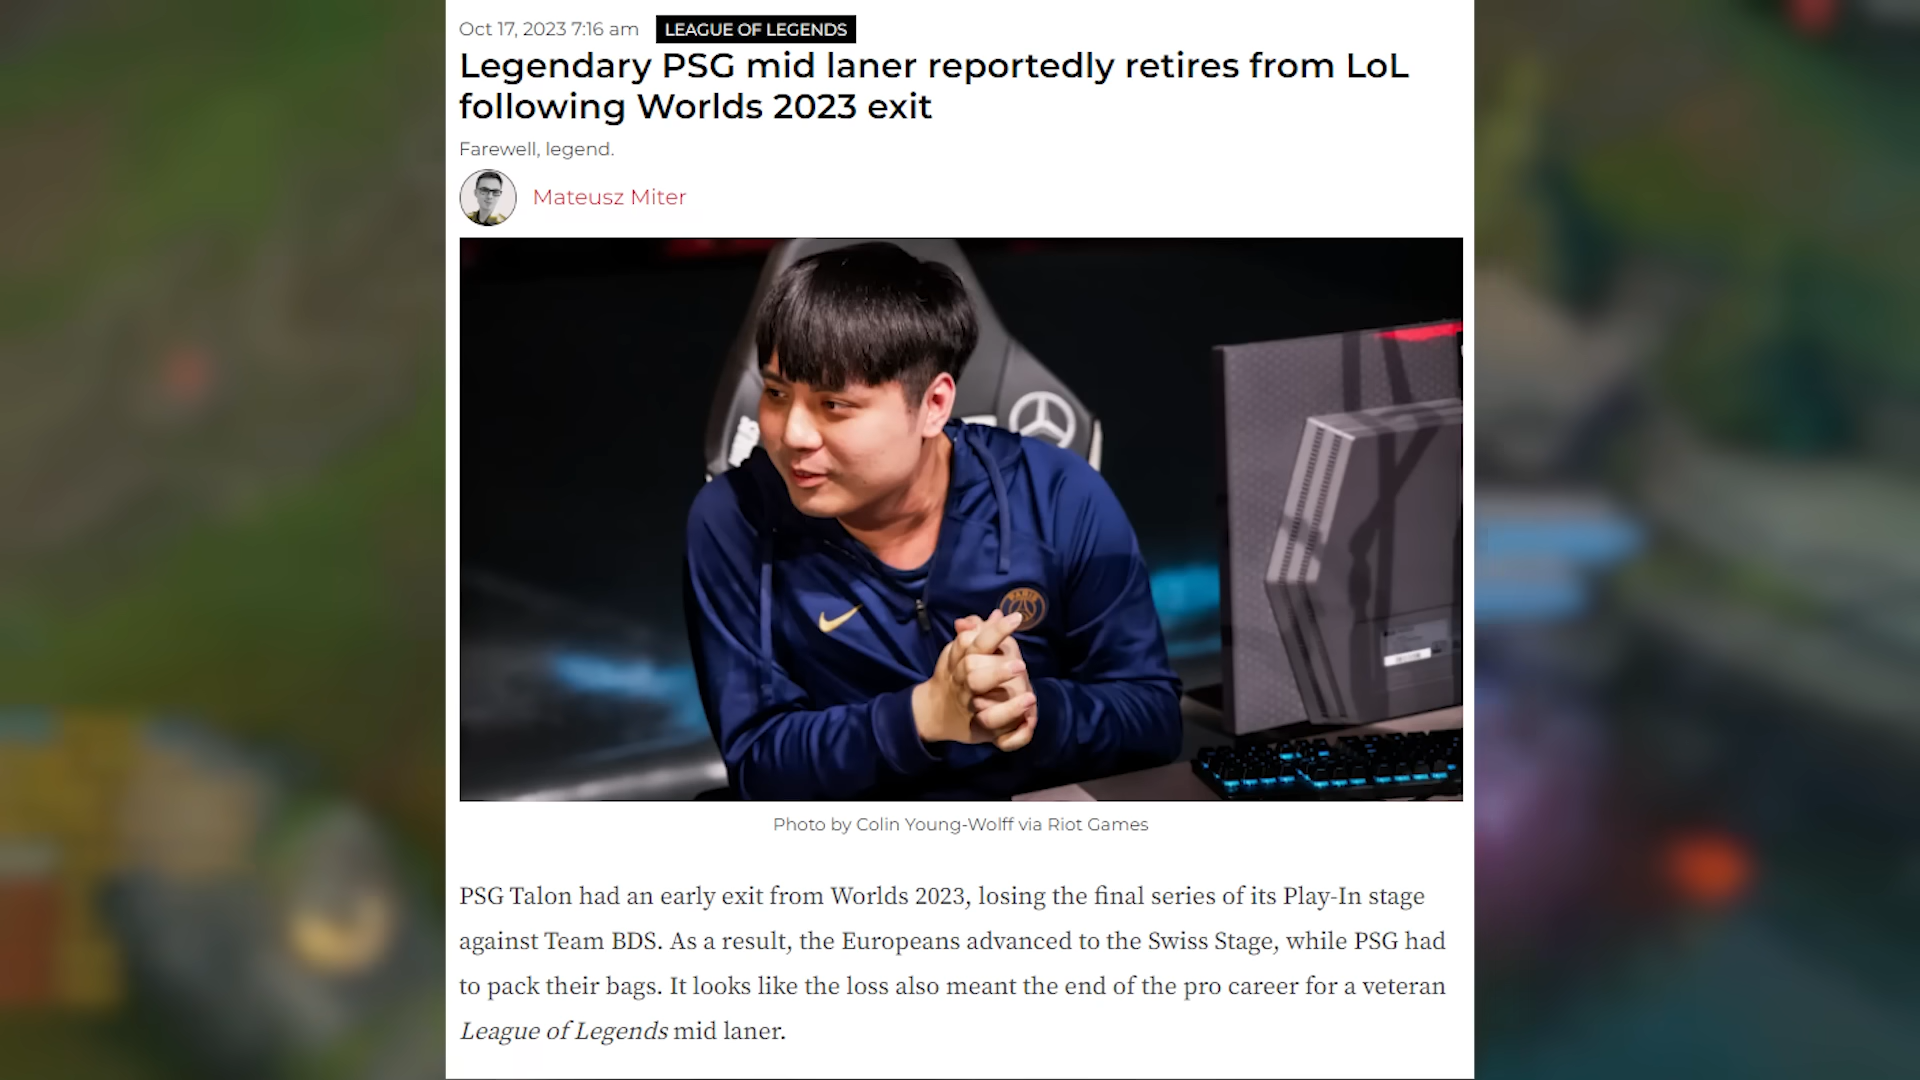 Oct 17, 2023 7:16 am LEAGUE OF LEGENDS
Legendary PSG mid laner reportedly retires from LoL
following Worlds 2023 exit
Farewell, legend.
Mateusz Miter
PARIS
Photo by Colin Young-Wolff via Riot Games
PSG Talon had an early exit from Worlds 2023, losing the final series of its Play-In stage
against Team BDS. As a result, the Europeans advanced to the Swiss Stage, while PSG had
to pack their bags. It looks like the loss also meant the end of the pro career for a veteran
League of Legends mid laner.